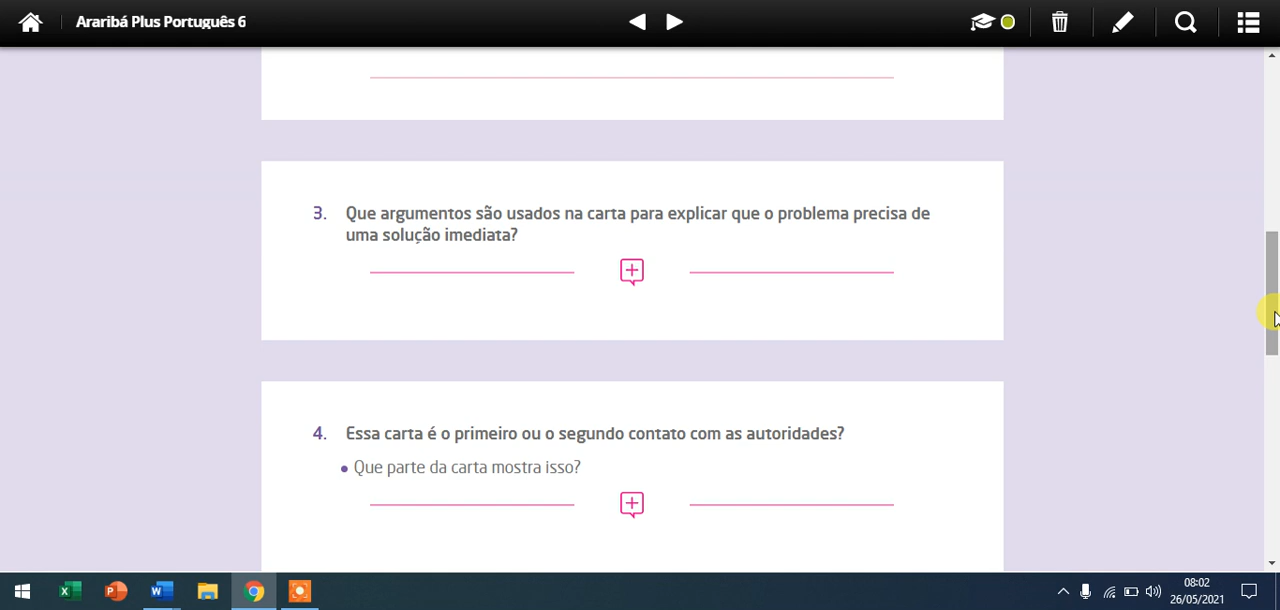 Araribá Plus Português 6
3. Que argumentos são usados na carta para explicar que o problema precisa de
uma solução imediata?
4. Essa carta é o primeiro ou o segundo contato com as autoridades?
• Que parte da carta mostra isso?
08:02
26/05/2021